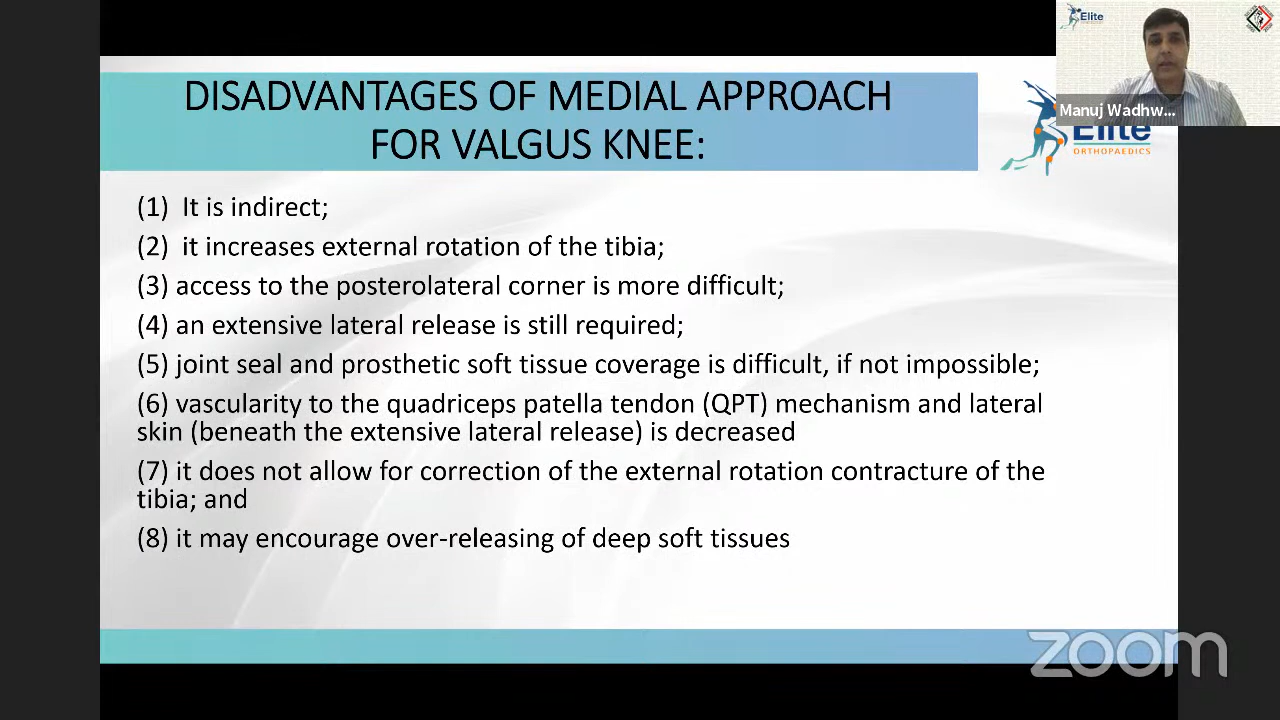 Elite
DISADVANTAGES OF MEDIAL APPROACH
FOR VALGUS KNEE:
Manuj Wadhw...
Elite
ORTHOPAEDICS
(1) It is indirect;
(2) it increases external rotation of the tibia;
(3) access to the posterolateral corner is more difficult;
(4) an extensive lateral release is still required;
(5) joint seal and prosthetic soft tissue coverage is difficult, if not impossible;
(6) vascularity to the quadriceps patella tendon (QPT) mechanism and lateral
skin (beneath the extensive lateral release) is decreased
(7) it does not allow for correction of the external rotation contracture of the
tibia; and
(8) it may encourage over-releasing of deep soft tissues
zoom